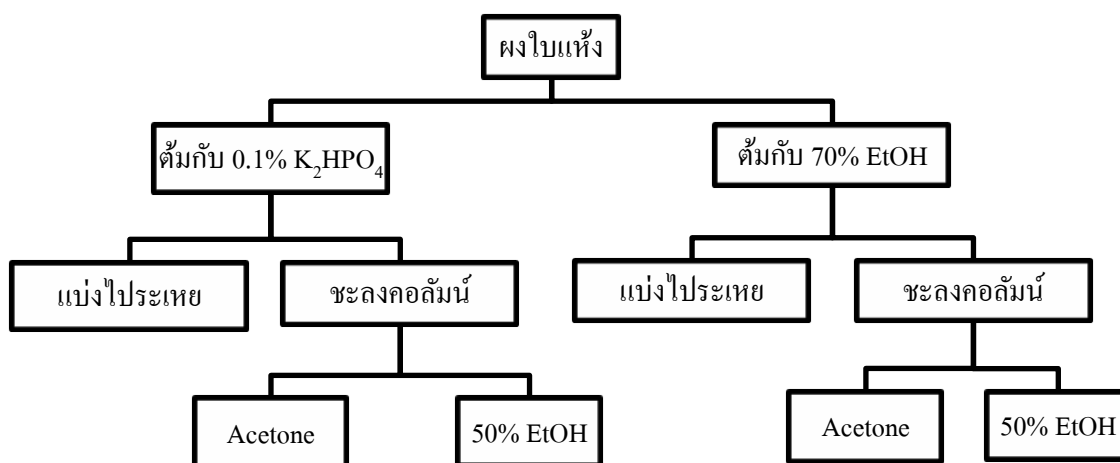 ผงใบแห้ง
ต้มกับ 0.1% K₂HPO₄
ต้มกับ 70% EtOH
แบ่งไประเหย
ชะลงคอลัมน์
แบ่งไประเหย
ชะลงคอลัมน์
Acetone
50% EtOH
Acetone
50% EtOH